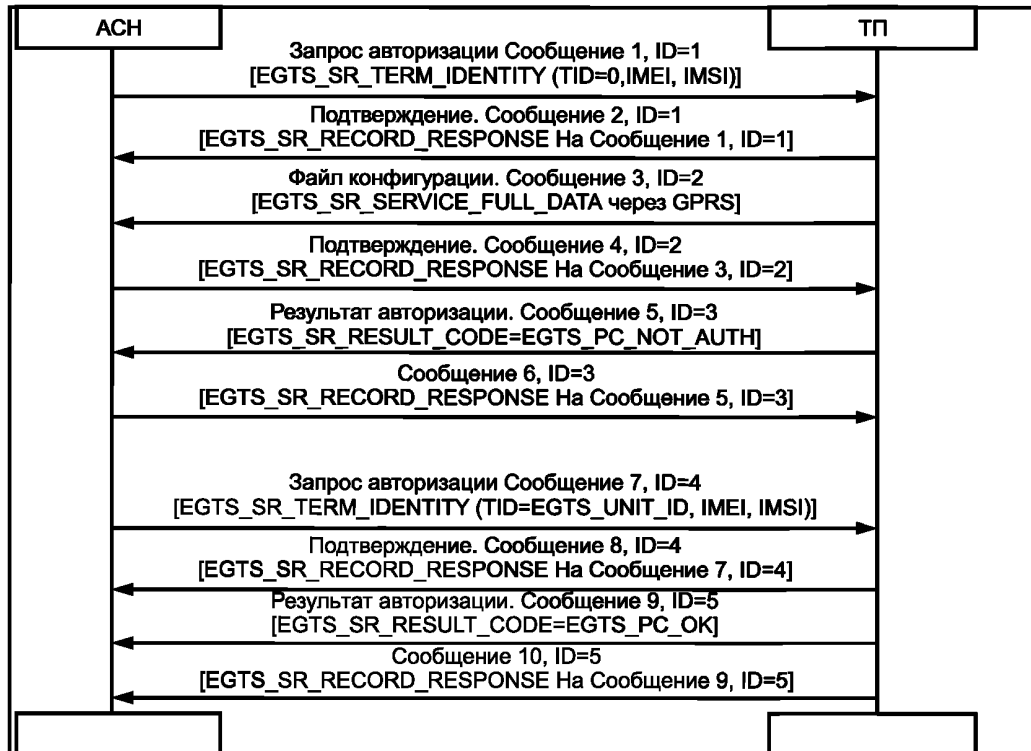 АСН
ТП
Запрос авторизации Сообщение 1, ID=1
[EGTS_SR_TERM_IDENTITY (TID=0,IMEI, IMSI)]
Подтверждение. Сообщение 2, ID=1
[EGTS_SR_RECORD_RESPONSE На Сообщение 1, ID=1]
Файл конфигурации. Сообщение 3, ID=2
[EGTS_SR_SERVICE_FULL_DATA через GPRS]
Подтверждение. Сообщение 4, ID=2
[EGTS_SR_RECORD_RESPONSE На Сообщение 3, ID=2]
Результат авторизации. Сообщение 5, ID=3
[EGTS_SR_RESULT_CODE=EGTS_PC_NOT_AUTH]
Сообщение 6, ID=3
[EGTS_SR_RECORD_RESPONSE На Сообщение 5, ID=3]
Запрос авторизации Сообщение 7, ID=4
[EGTS_SR_TERM_IDENTITY (TID=EGTS_UNIT_ID, IMEI, IMSI)]
Подтверждение. Сообщение 8, ID=4
[EGTS_SR_RECORD_RESPONSE На Сообщение 7, ID=4]
Результат авторизации. Сообщение 9, ID=5
[EGTS_SR_RESULT_CODE=EGTS_PC_OK]
Сообщение 10, ID=5
[EGTS_SR_RECORD_RESPONSE На Сообщение 9, ID=5]